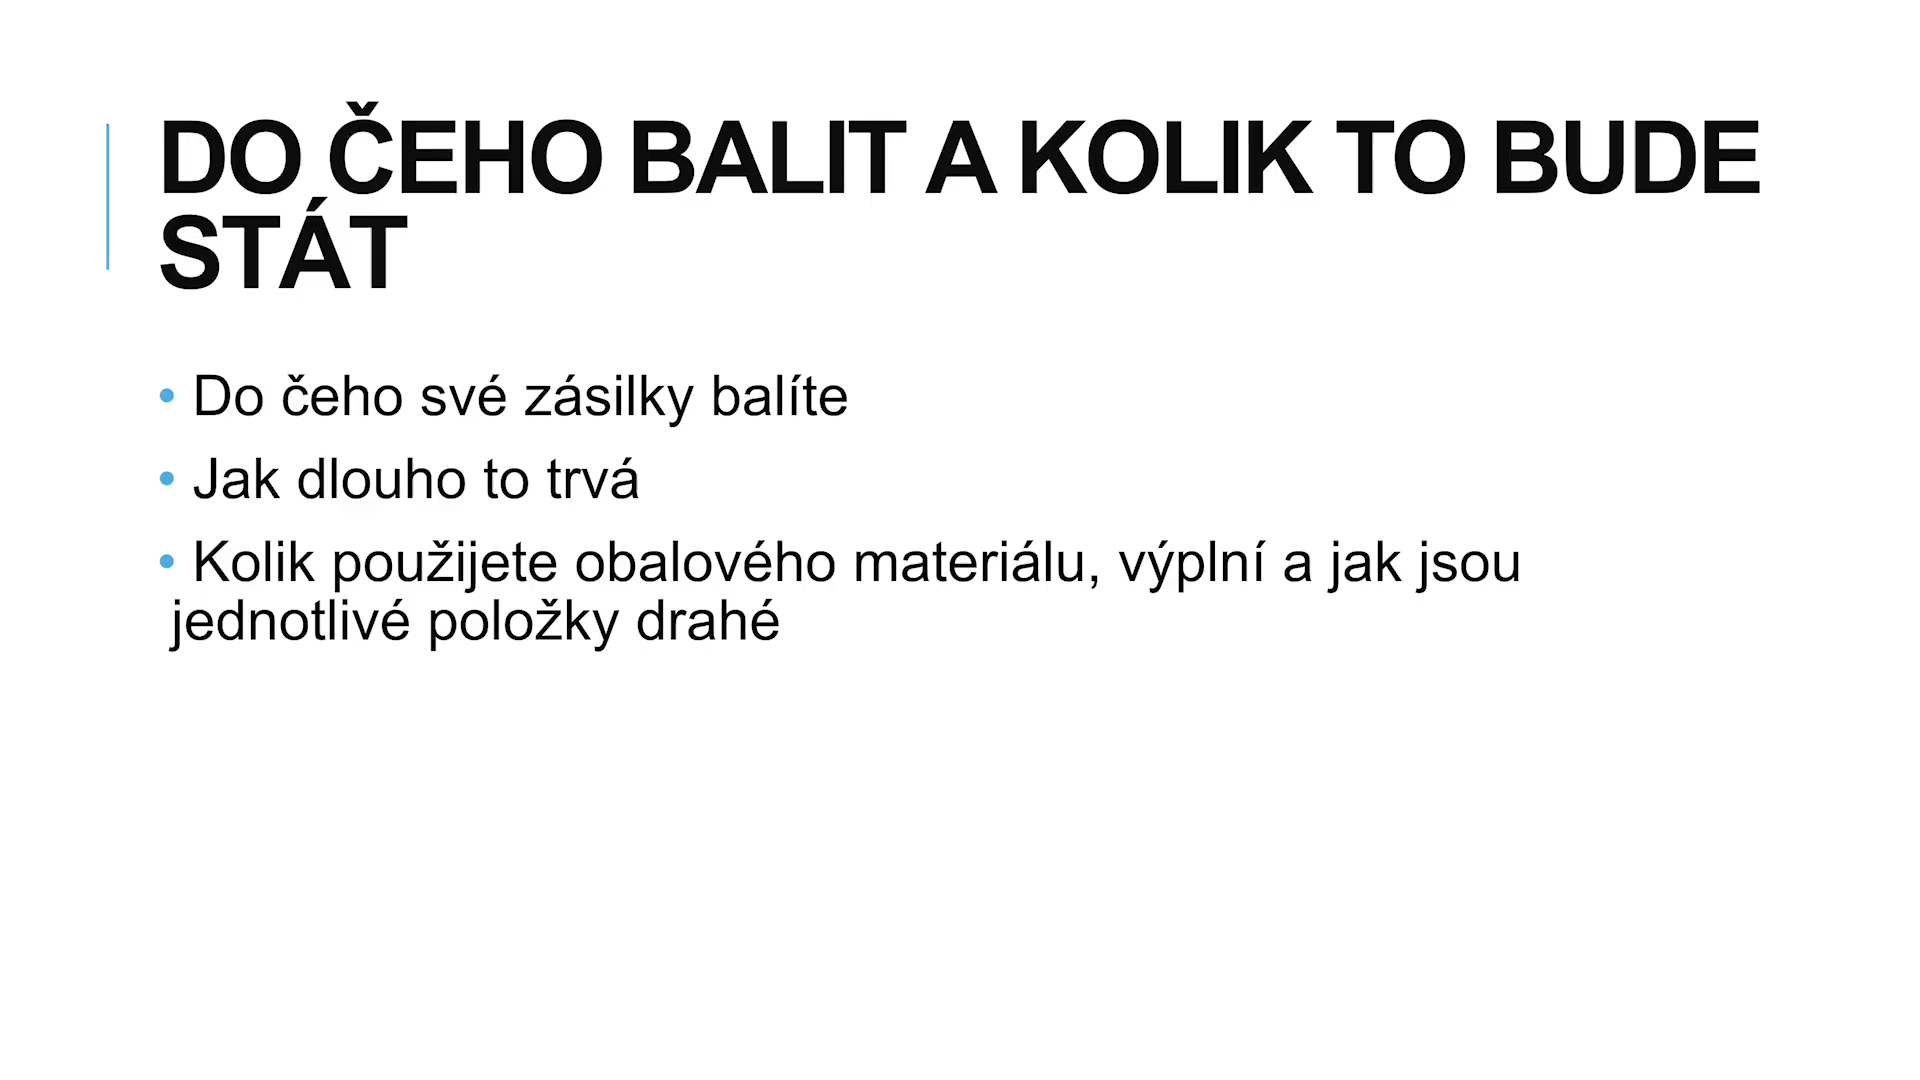 DO ČEHO BALIT A KOLIK TO BUDE
STÁT
• Do čeho své zásilky balíte
• Jak dlouho to trvá
• Kolik použijete obalového materiálu, výplní a jak jsou
jednotlivé položky drahé